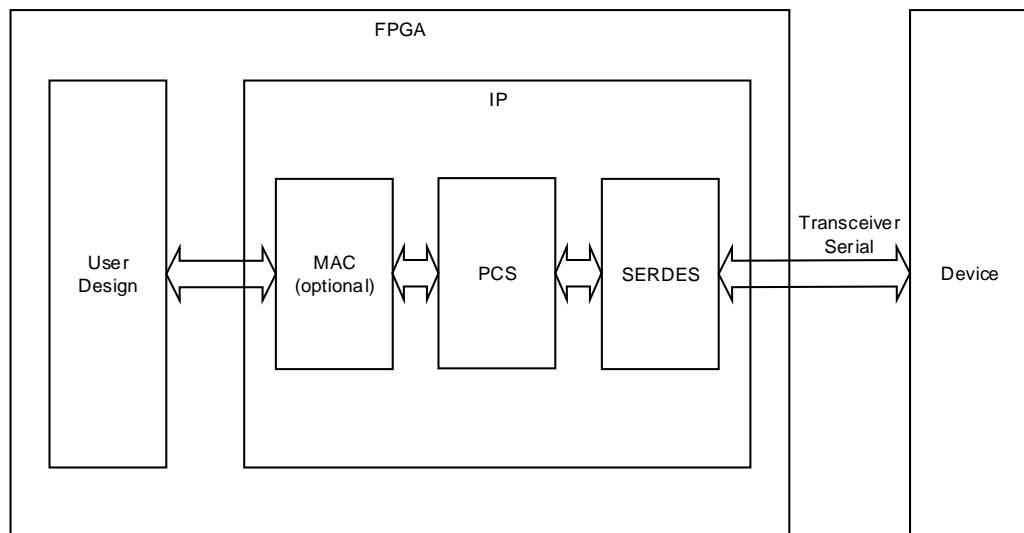 FPGA
IP
User
Design
MAC
(optional)
PCS
SERDES
Transceiver
Serial
Device